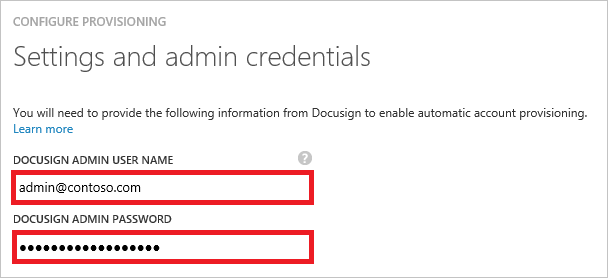 CONFIGURE PROVISIONING
Settings and admin credentials
You will need to provide the following information from Docusign to enable automatic account provisioning.
Learn more
DOCUSIGN ADMIN USER NAME ?
admin@contoso.com
DOCUSIGN ADMIN PASSWORD
●●●●●●●●●●●●●●●●●●